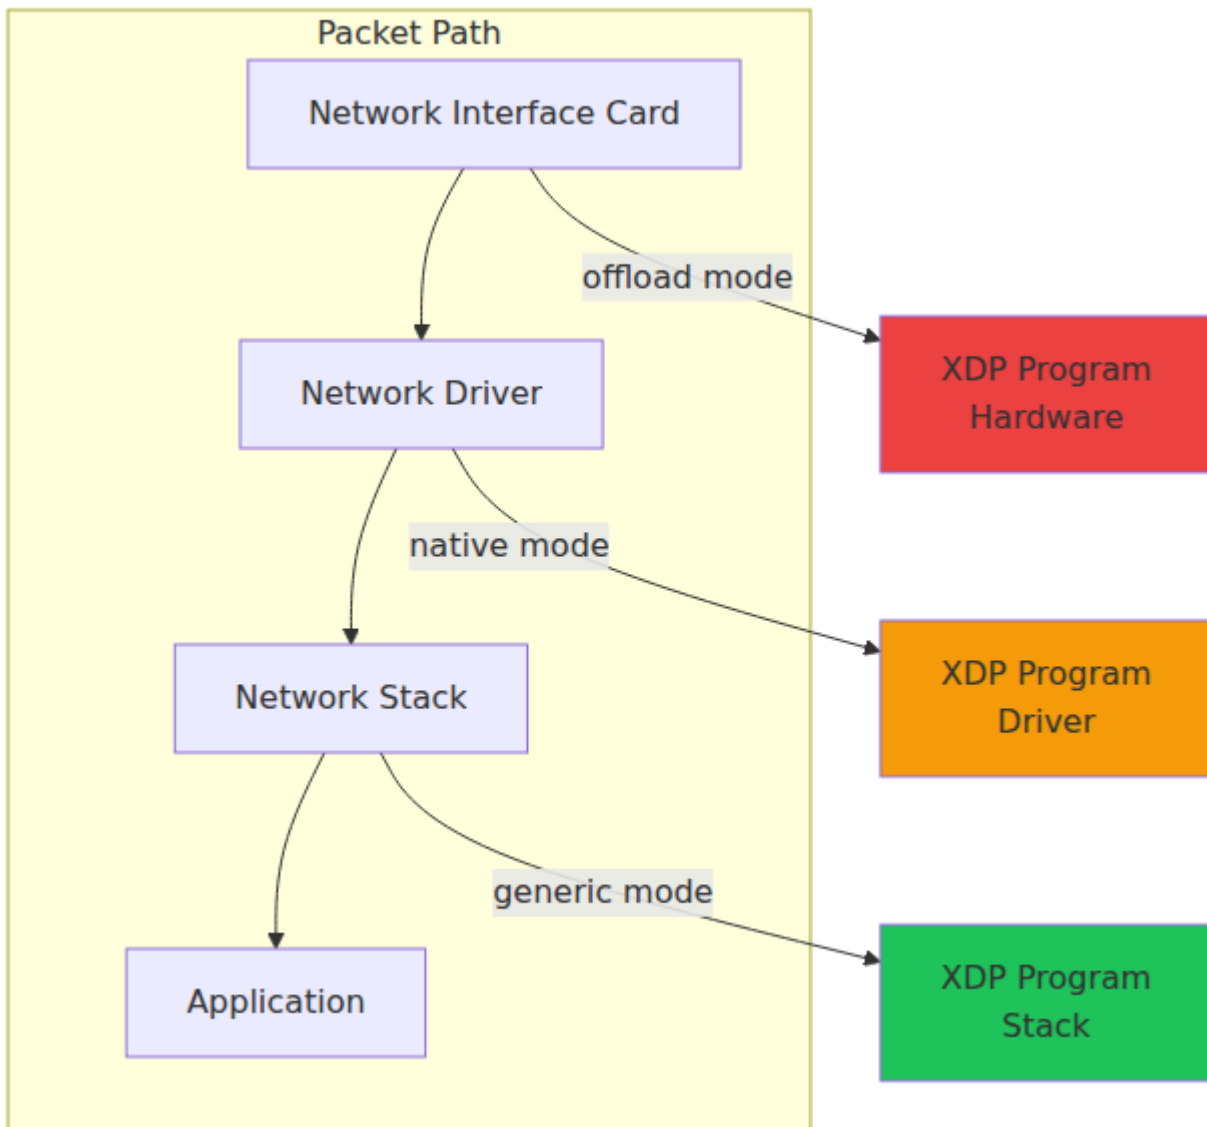 Packet Path
Network Interface Card
offload mode
XDP Program
Hardware
Network Driver
native mode
XDP Program
Driver
Network Stack
generic mode
XDP Program
Stack
Application